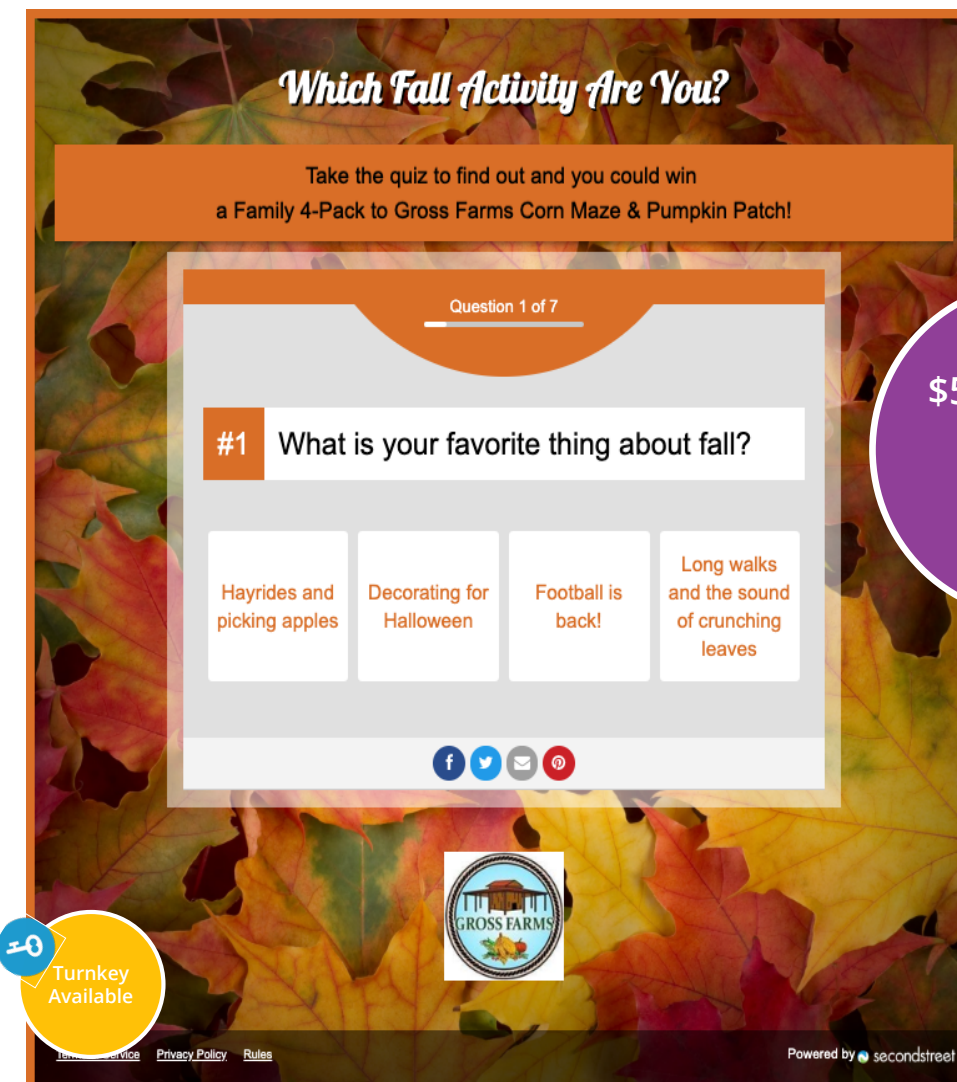 Which Fall Activity Are You?
Take the quiz to find out and you could win
a Family 4-Pack to Gross Farms Corn Maze & Pumpkin Patch!
Question 1 of 7
$5
#1 What is your favorite thing about fall?
Hayrides and
picking apples
Decorating for
Halloween
Football is
back!
Long walks
and the sound
of crunching
leaves
GROSS FARMS
Turnkey
Available
Privacy Policy
Rules
Powered by secondstreet